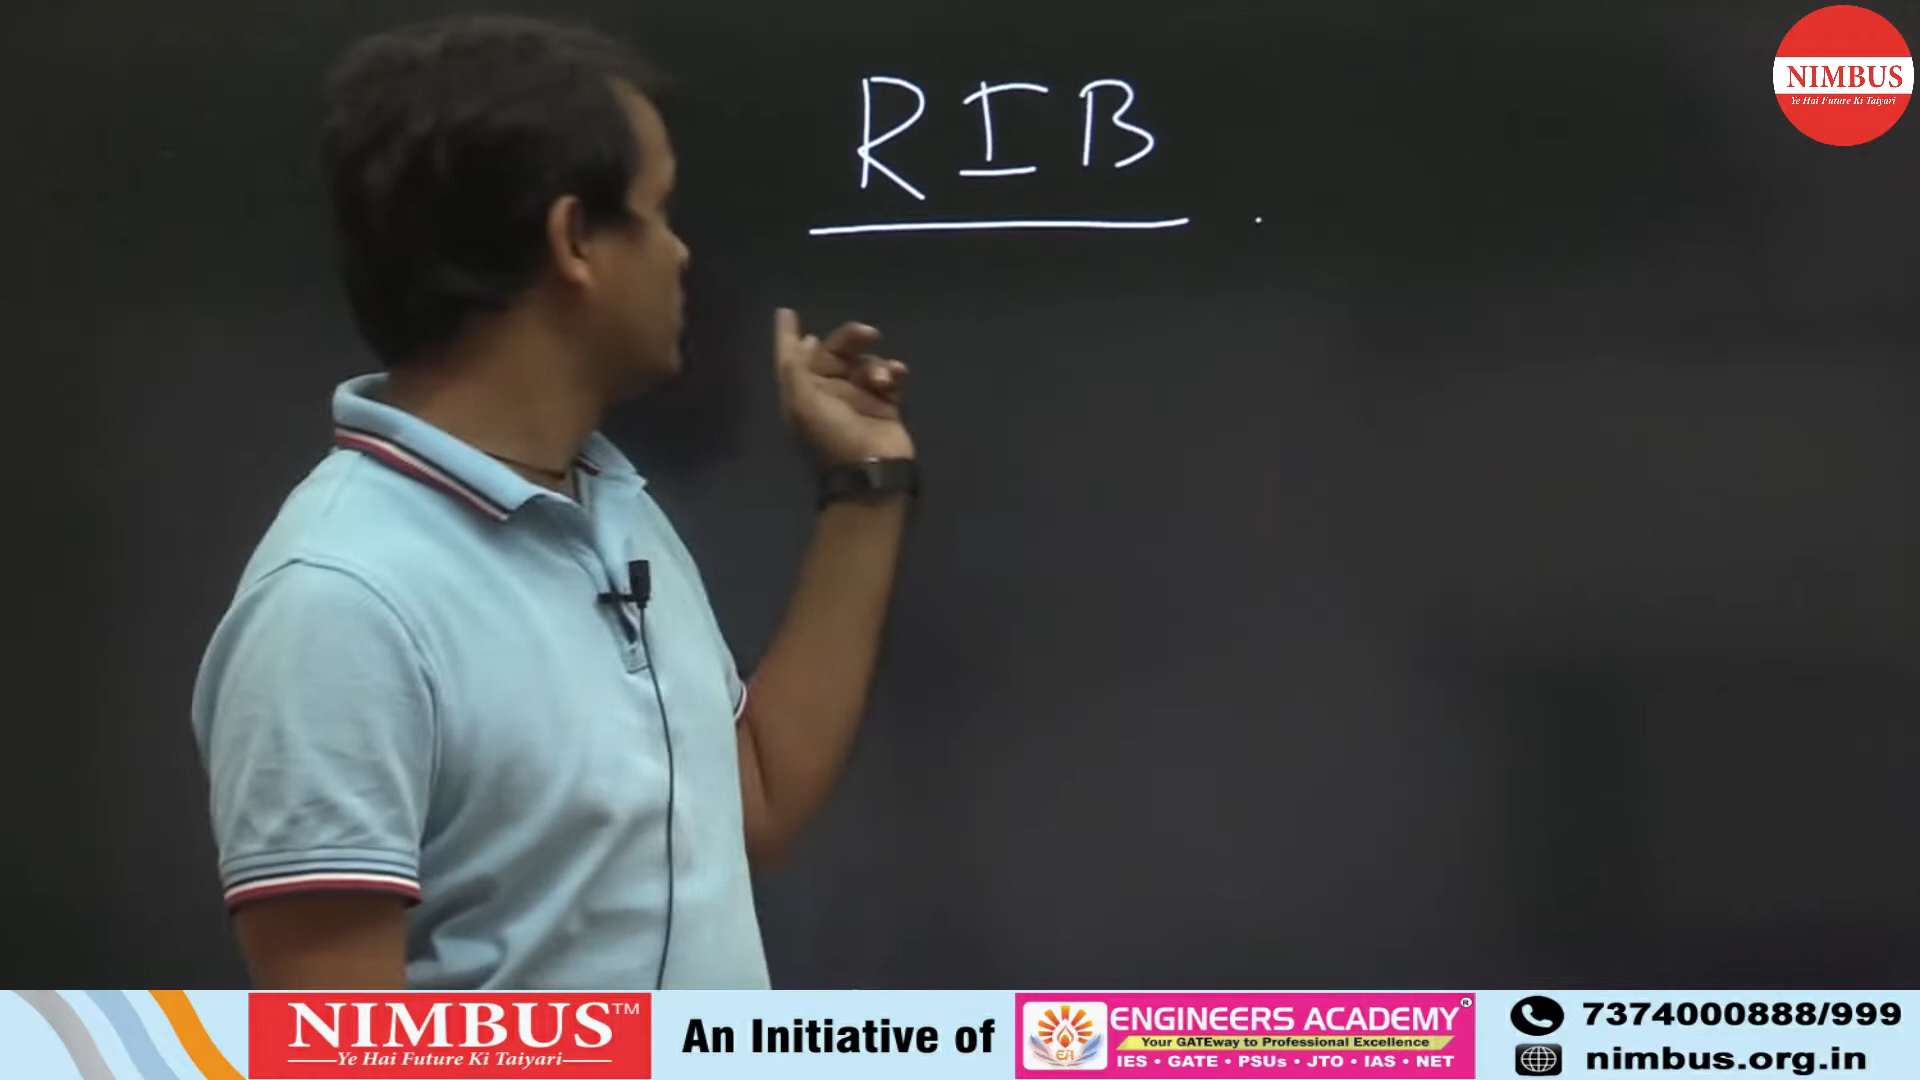 RIB
NIMBUS
Ye Hai Future Ki Taiyari
NIMBUS™
Ye Hai Future Ki Taiyari
An Initiative of
EA
ENGINEERS ACADEMY®
Your GATEway to Professional Excellence
IES • GATE • PSUs • JTO • IAS • NET
7374000888/999
nimbus.org.in